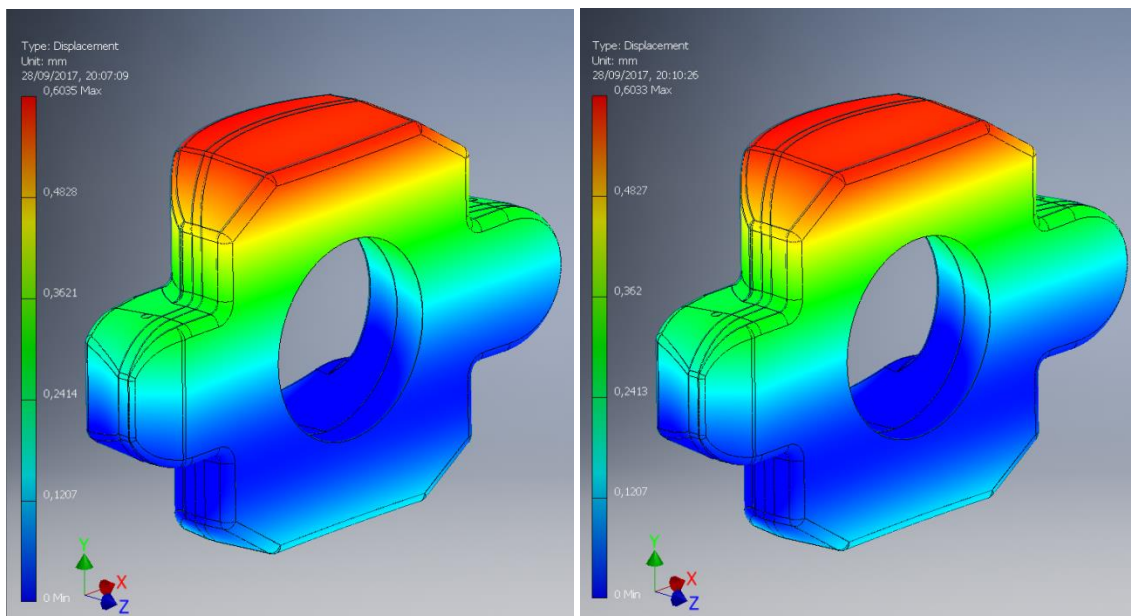 Type: Displacement
Unit: mm
28/09/2017, 20:07:09
0,6035 Max
0,4828
0,3621
0,2414
0,1207
0 Min
Y
X
Z
Type: Displacement
Unit: mm
28/09/2017, 20:10:26
0,6033 Max
0,4827
0,362
0,2413
0,1207
0 Min
Y
X
Z